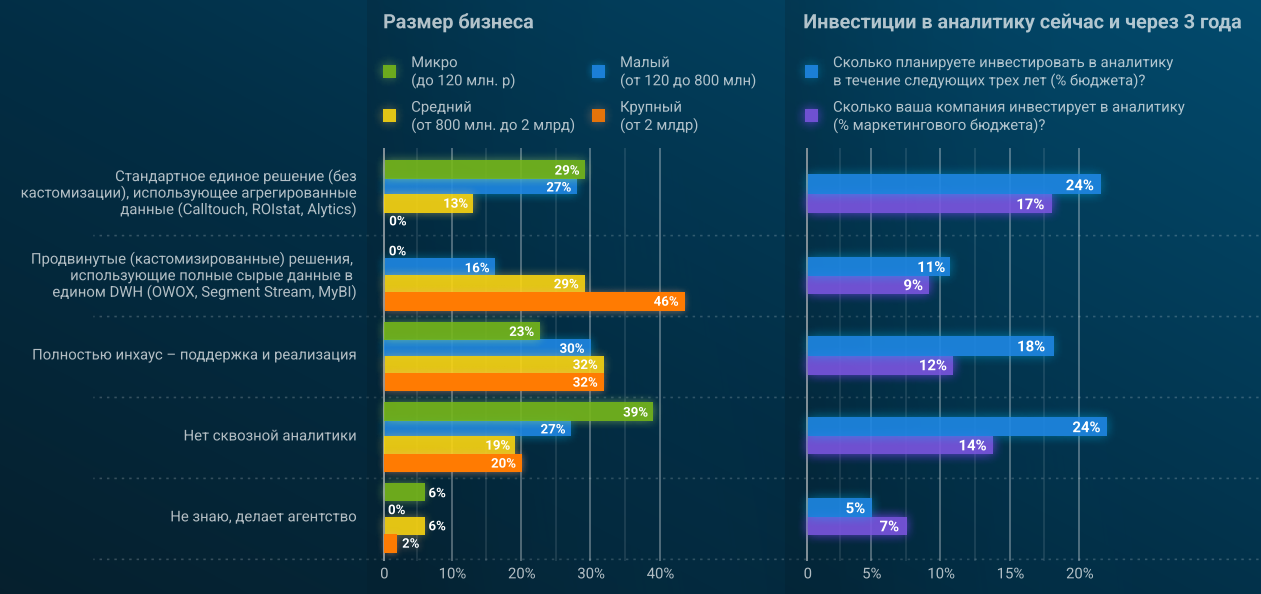 Размер бизнеса
Микро
(до 120 млн. р)
Малый
(от 120 до 800 млн)
Средний
(от 800 млн. до 2 млрд)
Крупный
(от 2 млдр)
Инвестиции в аналитику сейчас и через 3 года
Сколько планируете инвестировать в аналитику
в течение следующих трех лет (% бюджета)?
Сколько ваша компания инвестирует в аналитику
(% маркетингового бюджета)?
Стандартное единое решение (без
кастомизации), использующее агрегированные
данные (Calltouch, ROIstat, Alytics)
29%
27%
13%
0%
24%
17%
Продвинутые (кастомизированные) решения,
использующие полные сырые данные в
едином DWH (OWOX, Segment Stream, MyBI)
0%
16%
29%
46%
11%
9%
Полностью инхаус – поддержка и реализация
23%
30%
32%
32%
18%
12%
Нет сквозной аналитики
39%
27%
19%
20%
24%
14%
Не знаю, делает агентство
6%
0%
6%
2%
5%
7%
0 10% 20% 30% 40%
0 5% 10% 15% 20%